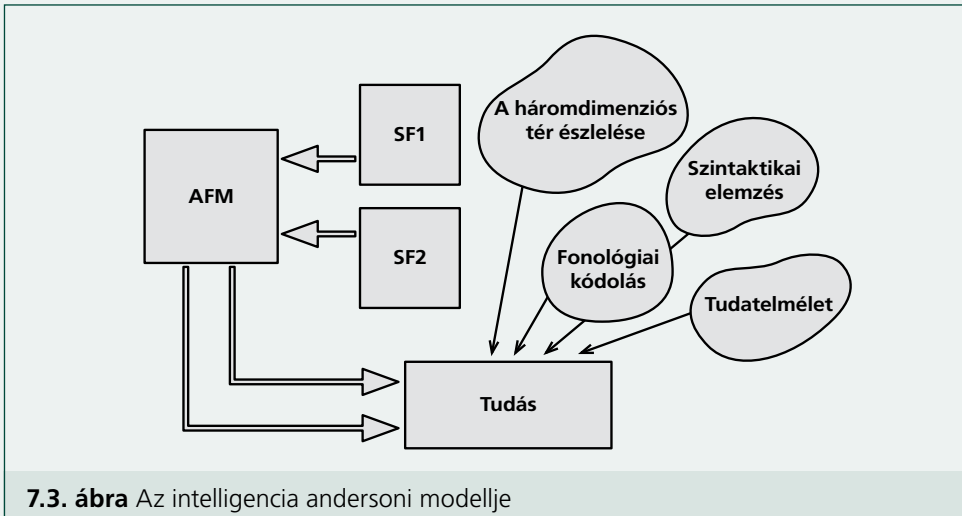 A háromdimenziós
tér észlelése
SF1
AFM
Szintaktikai
elemzés
SF2
Fonológiai
kódolás
Tudatelmélet
Tudás
7.3. ábra Az intelligencia andersoni modellje